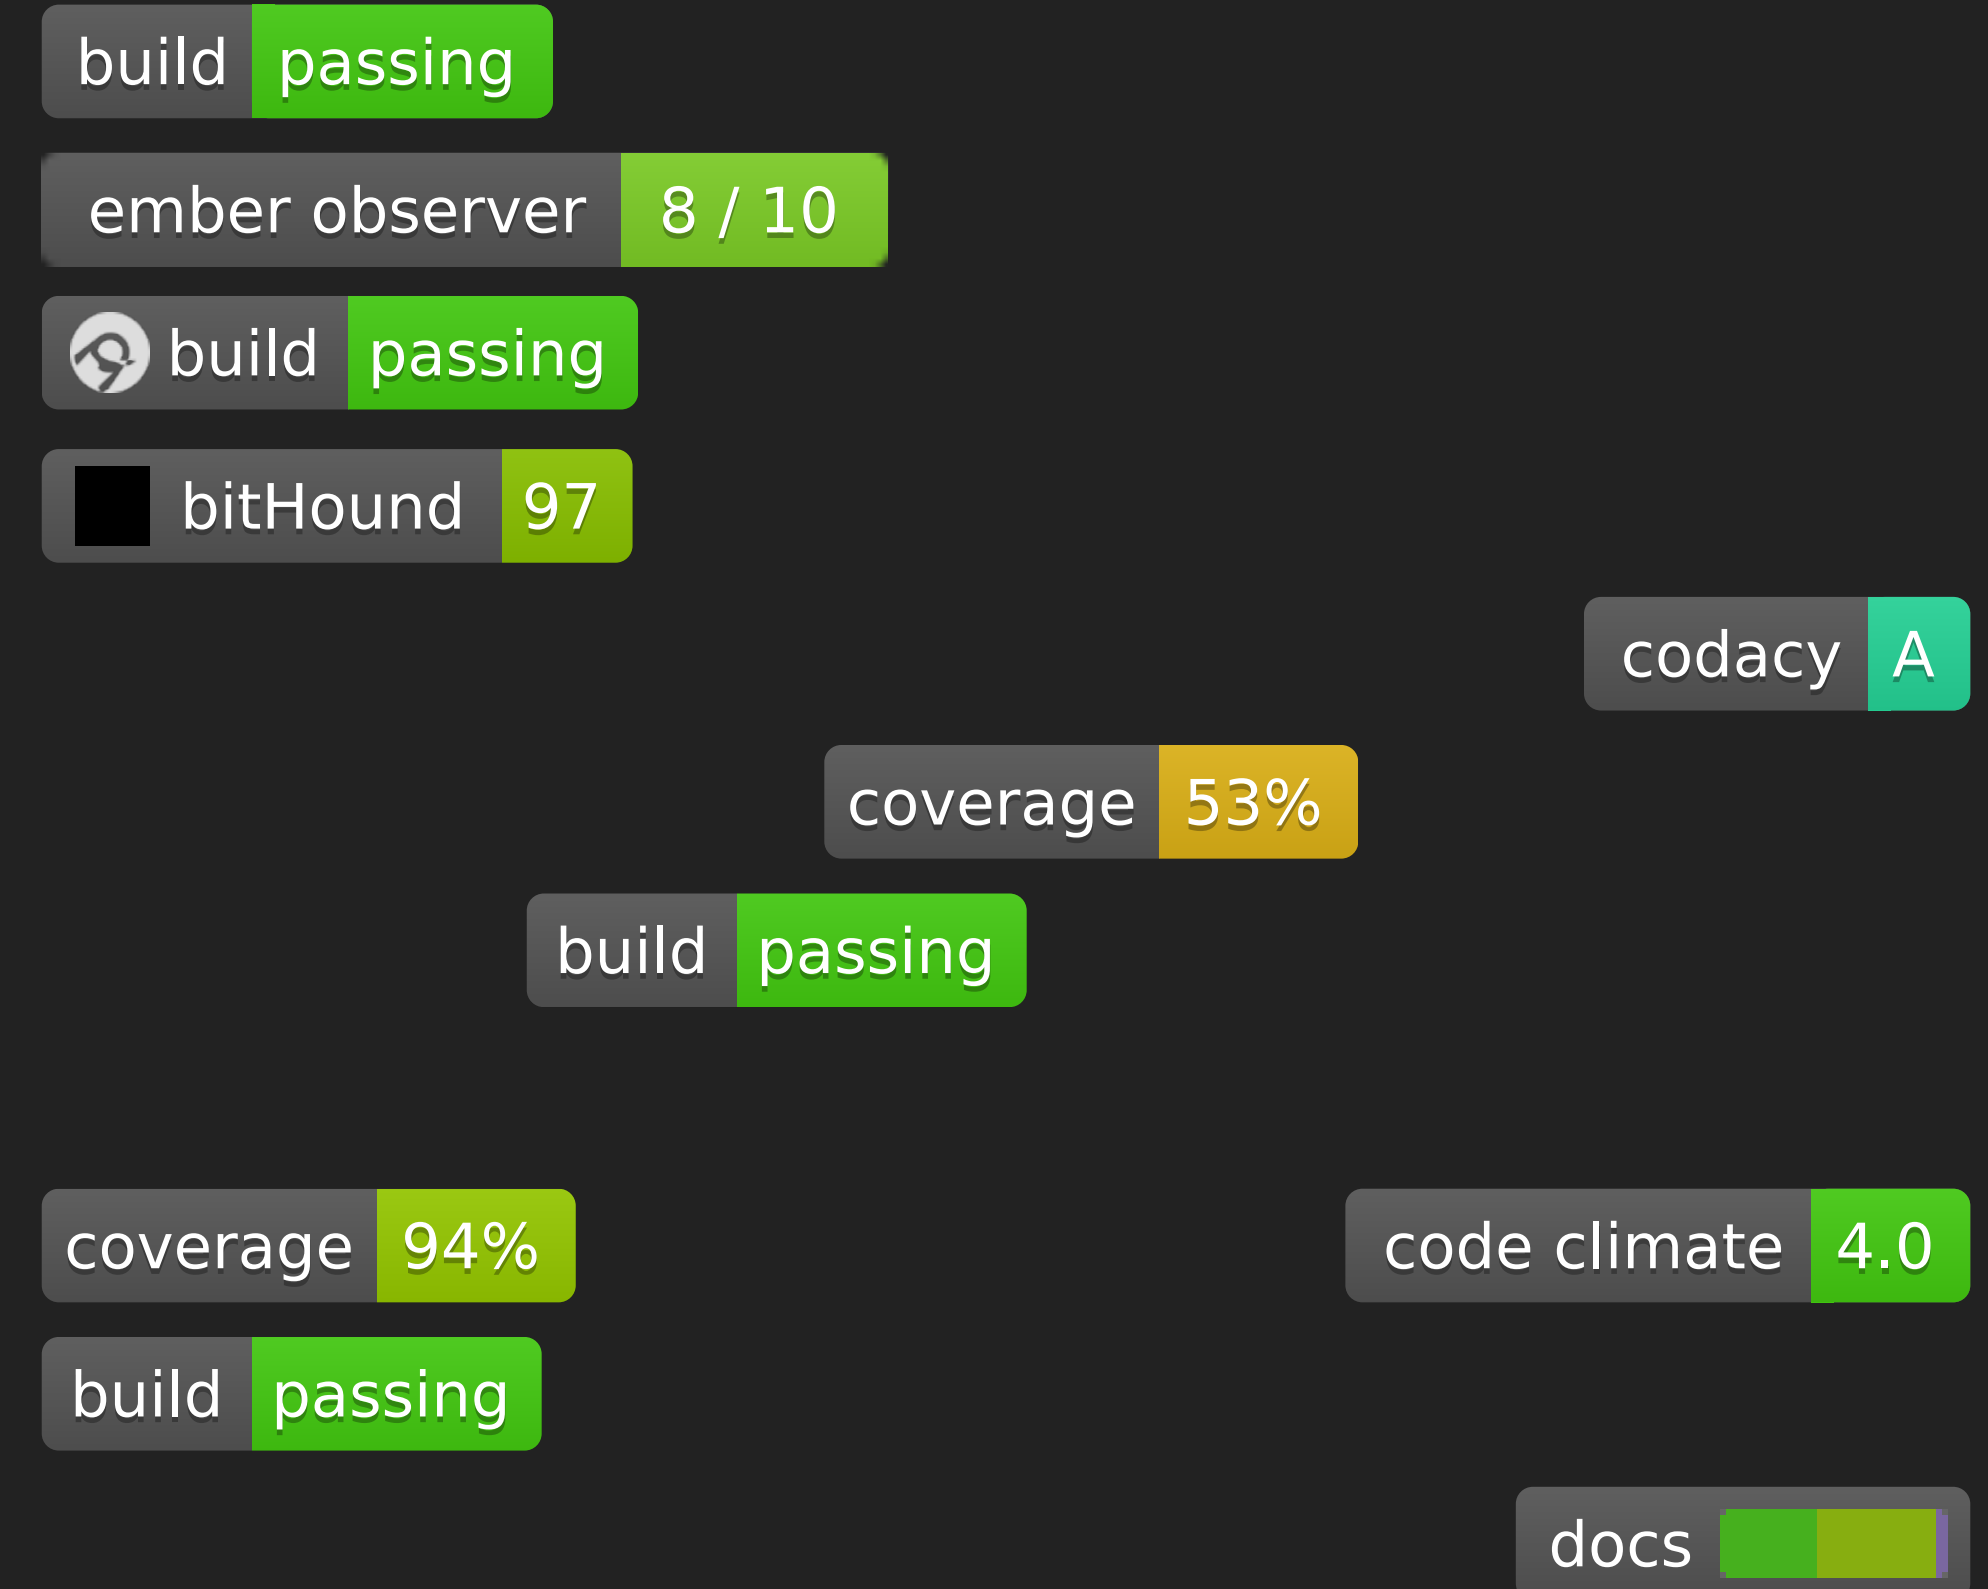 build passing
ember observer 8 / 10
build passing
bitHound 97
codacy A
coverage 53%
build passing
coverage 94%
code climate 4.0
build passing
docs